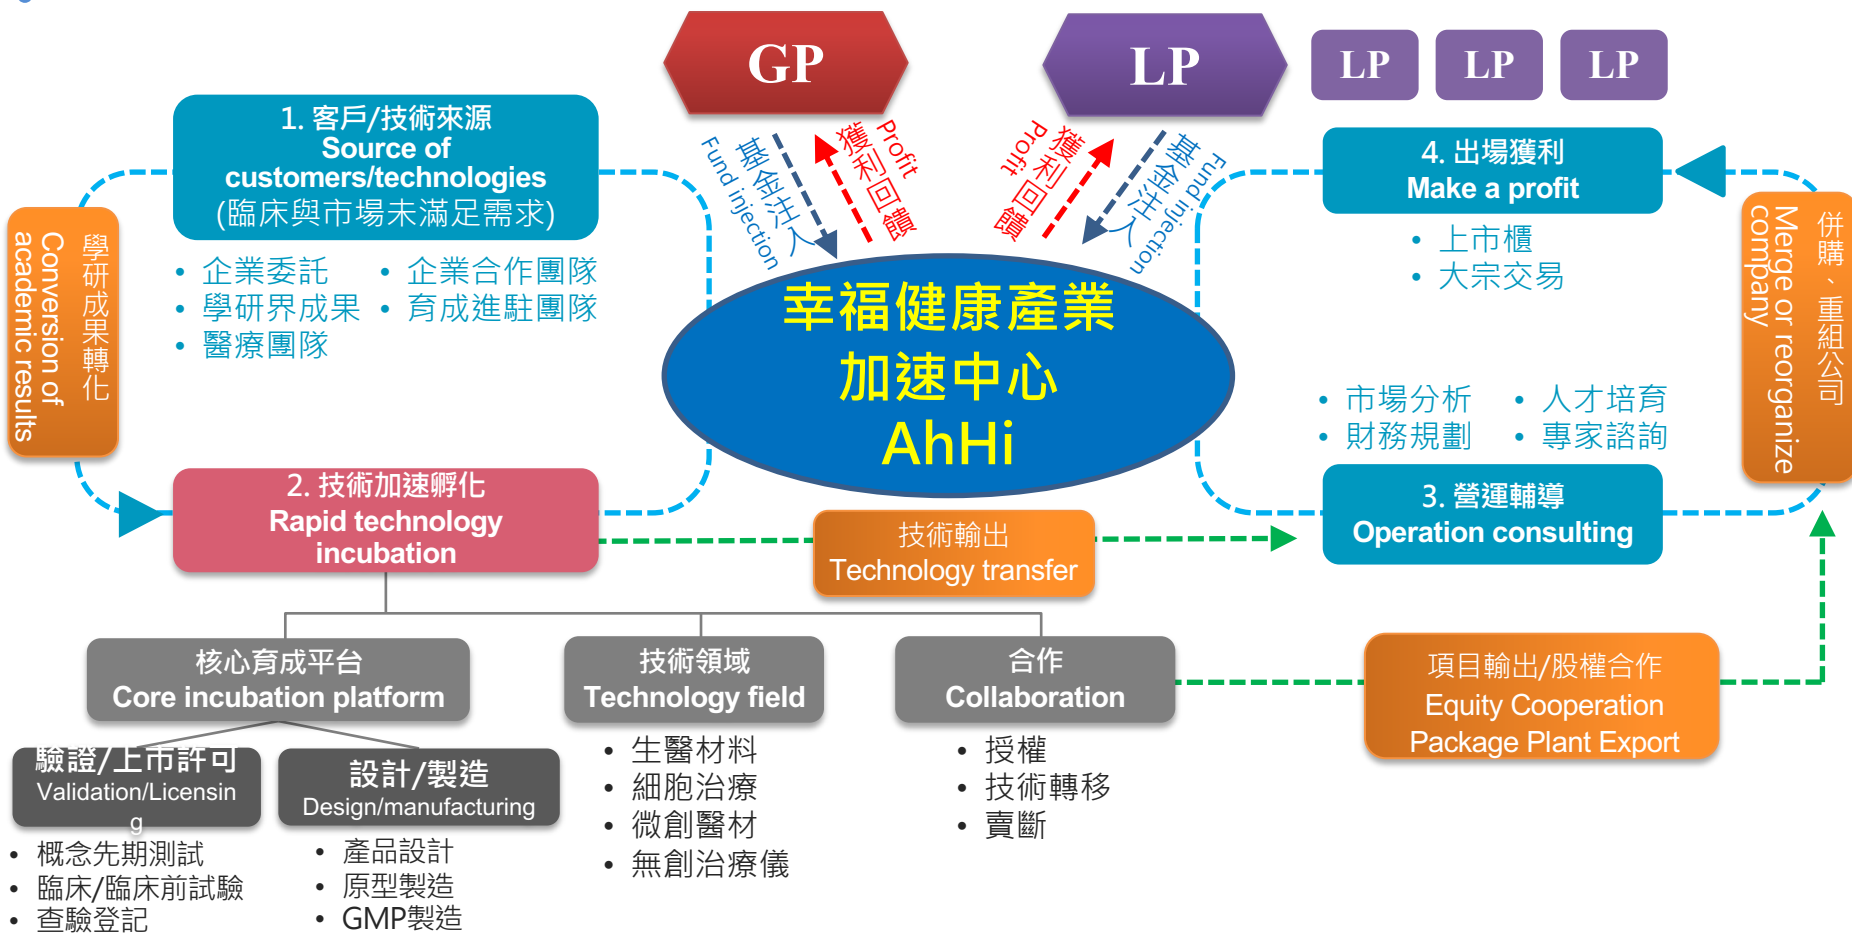 GP
LP
LP
LP
LP
1. 客戶/技術來源
Source of
customers/technologies
(臨床與市場未滿足需求)
• 企業委託
• 學研界成果
• 醫療團隊
• 企業合作團隊
• 育成進駐團隊
學研成果轉化
Conversion of
academic results
基金注入
Fund injection
獲利回饋
Profit
獲利回饋
Profit
基金注入
Fund injection
幸福健康產業
加速中心
AhHi
4. 出場獲利
Make a profit
• 上市櫃
• 大宗交易
併購、重組公司
Merge or reorganize
company
• 市場分析
• 財務規劃
• 人才培育
• 專家諮詢
3. 營運輔導
Operation consulting
2. 技術加速孵化
Rapid technology
incubation
技術輸出
Technology transfer
核心育成平台
Core incubation platform
技術領域
Technology field
合作
Collaboration
項目輸出/股權合作
Equity Cooperation
Package Plant Export
驗證/上市許可
Validation/Licensin
g
設計/製造
Design/manufacturing
• 概念先期測試
• 臨床/臨床前試驗
• 查驗登記
• 產品設計
• 原型製造
• GMP製造
• 生醫材料
• 細胞治療
• 微創醫材
• 無創治療儀
• 授權
• 技術轉移
• 賣斷